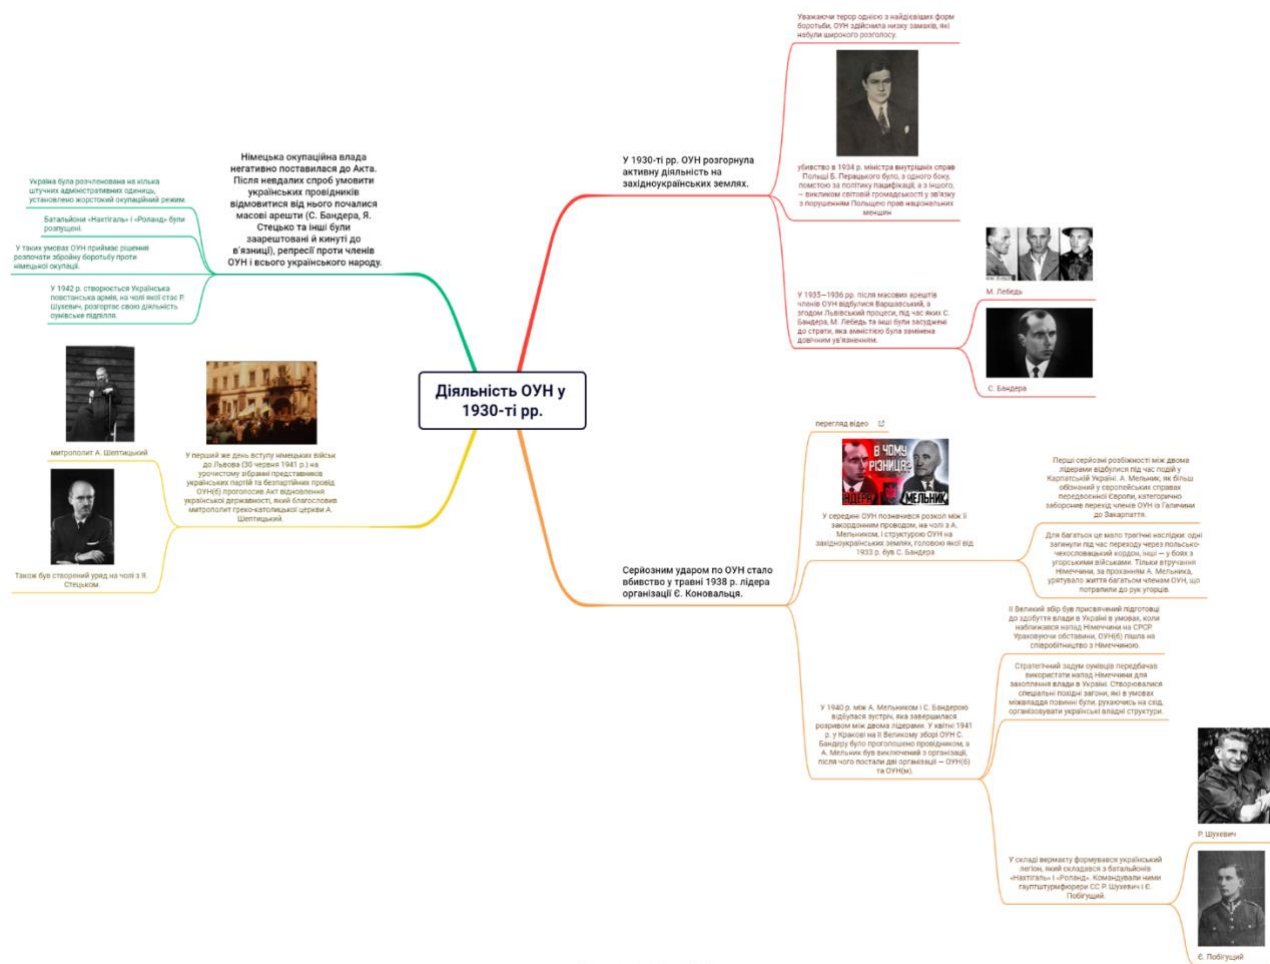 Діяльність ОУН у
1930-ті рр.
У 1930-ті рр. ОУН розгорнула
активну діяльність на
західноукраїнських землях.
Уважаючи терор однією з найдієвіших форм
боротьби, ОУН здійснила низку замахів, які
набули широкого розголосу.
убивство в 1934 р. міністра внутрішніх справ
Польщі Б. Перацького було, з одного боку,
помстою за політику пацифікації, а з іншого,
— викликом світовій громадськості у зв'язку
з порушенням Польщею прав національних
меншин
У 1935—1936 рр. після масових арештів
членів ОУН відбулися Варшавський, а
згодом Львівський процеси, під час яких С.
Бандера, М. Лебедь та інші були засуджені
до страти, яка амністією була замінена
довічним ув'язненням.
М. Лебедь
С. Бандера
Серйозним ударом по ОУН стало
вбивство у травні 1938 р. лідера
організації Є. Коновальця.
перегляд відео
В ЧОМУ
РІЗНИЦЯ?
НДЕРА
МЕЛЬНИК
У середині ОУН позначився розкол між її
закордонним проводом, на чолі з А.
Мельником, і структурою ОУН на
західноукраїнських землях, головою якої від
1933 р. був С. Бандера
Перші серйозні розбіжності між двома
лідерами відбулися під час подій у
Карпатській Україні. А. Мельник, як більш
обізнаний у європейських справах
передвоєнної Європи, категорично
заборонив перехід членів ОУН із Галичини
до Закарпаття.
Для багатьох це мало трагічні наслідки: одні
загинули під час переходу через польсько-
чехословацький кордон, інші — у боях з
угорськими військами. Тільки втручання
Німеччини, за проханням А. Мельника,
урятувало життя багатьом членам ОУН, що
потрапили до рук угорців.
У 1940 р. між А. Мельником і С. Бандерою
відбулася зустріч, яка завершилася
розривом між двома лідерами. У квітні 1941
р. у Кракові на ІІ Великому зборі ОУН С.
Бандеру було проголошено провідником, а
А. Мельник був виключений з організації,
після чого постали дві організації — ОУН(б)
та ОУН(м).
ІІ Великий збір був присвячений підготовці
до здобуття влади в Україні в умовах, коли
наближався напад Німеччини на СРСР.
Ураховуючи обставини, ОУН(б) пішла на
співробітництво з Німеччиною.
Стратегічний задум оунівців передбачав
використати напад Німеччини для
захоплення влади в Україні. Створювалися
спеціальні похідні загони, які в умовах
міжвладдя повинні були, рухаючись на схід,
організовувати українські владні структури.
У складі вермахту формувався український
легіон, який складався з батальйонів
«Нахтігаль» і «Роланд». Командували ними
гауптштурмфюрери СС Р. Шухевич і Є.
Побігущий.
Р. Шухевич
Є. Побігущий
Німецька окупаційна влада
негативно поставилася до Акта.
Після невдалих спроб умовити
українських провідників
відмовитися від нього почалися
масові арешти (С. Бандера, Я.
Стецько та інші були
заарештовані й кинуті до
в'язниці), репресії проти членів
ОУН і всього українського народу.
Україна була розчленована на кілька
штучних адміністративних одиниць,
установлено жорстокий окупаційний режим.
Батальйони «Нахтігаль» і «Роланд» були
розпущені.
У таких умовах ОУН приймає рішення
розпочати збройну боротьбу проти
німецької окупації.
У 1942 р. створюється Українська
повстанська армія, на чолі якої стає Р.
Шухевич, розгортає свою діяльність
оунівське підпілля.
У перший же день вступу німецьких військ
до Львова (30 червня 1941 р.) на
урочистому зібранні представників
українських партій та безпартійних провід
ОУН(б) проголосив Акт відновлення
української державності, який благословив
митрополит греко-католицької церкви А.
Шептицький
митрополит А. Шептицький
Також був створений уряд на чолі з Я.
Стецьком.